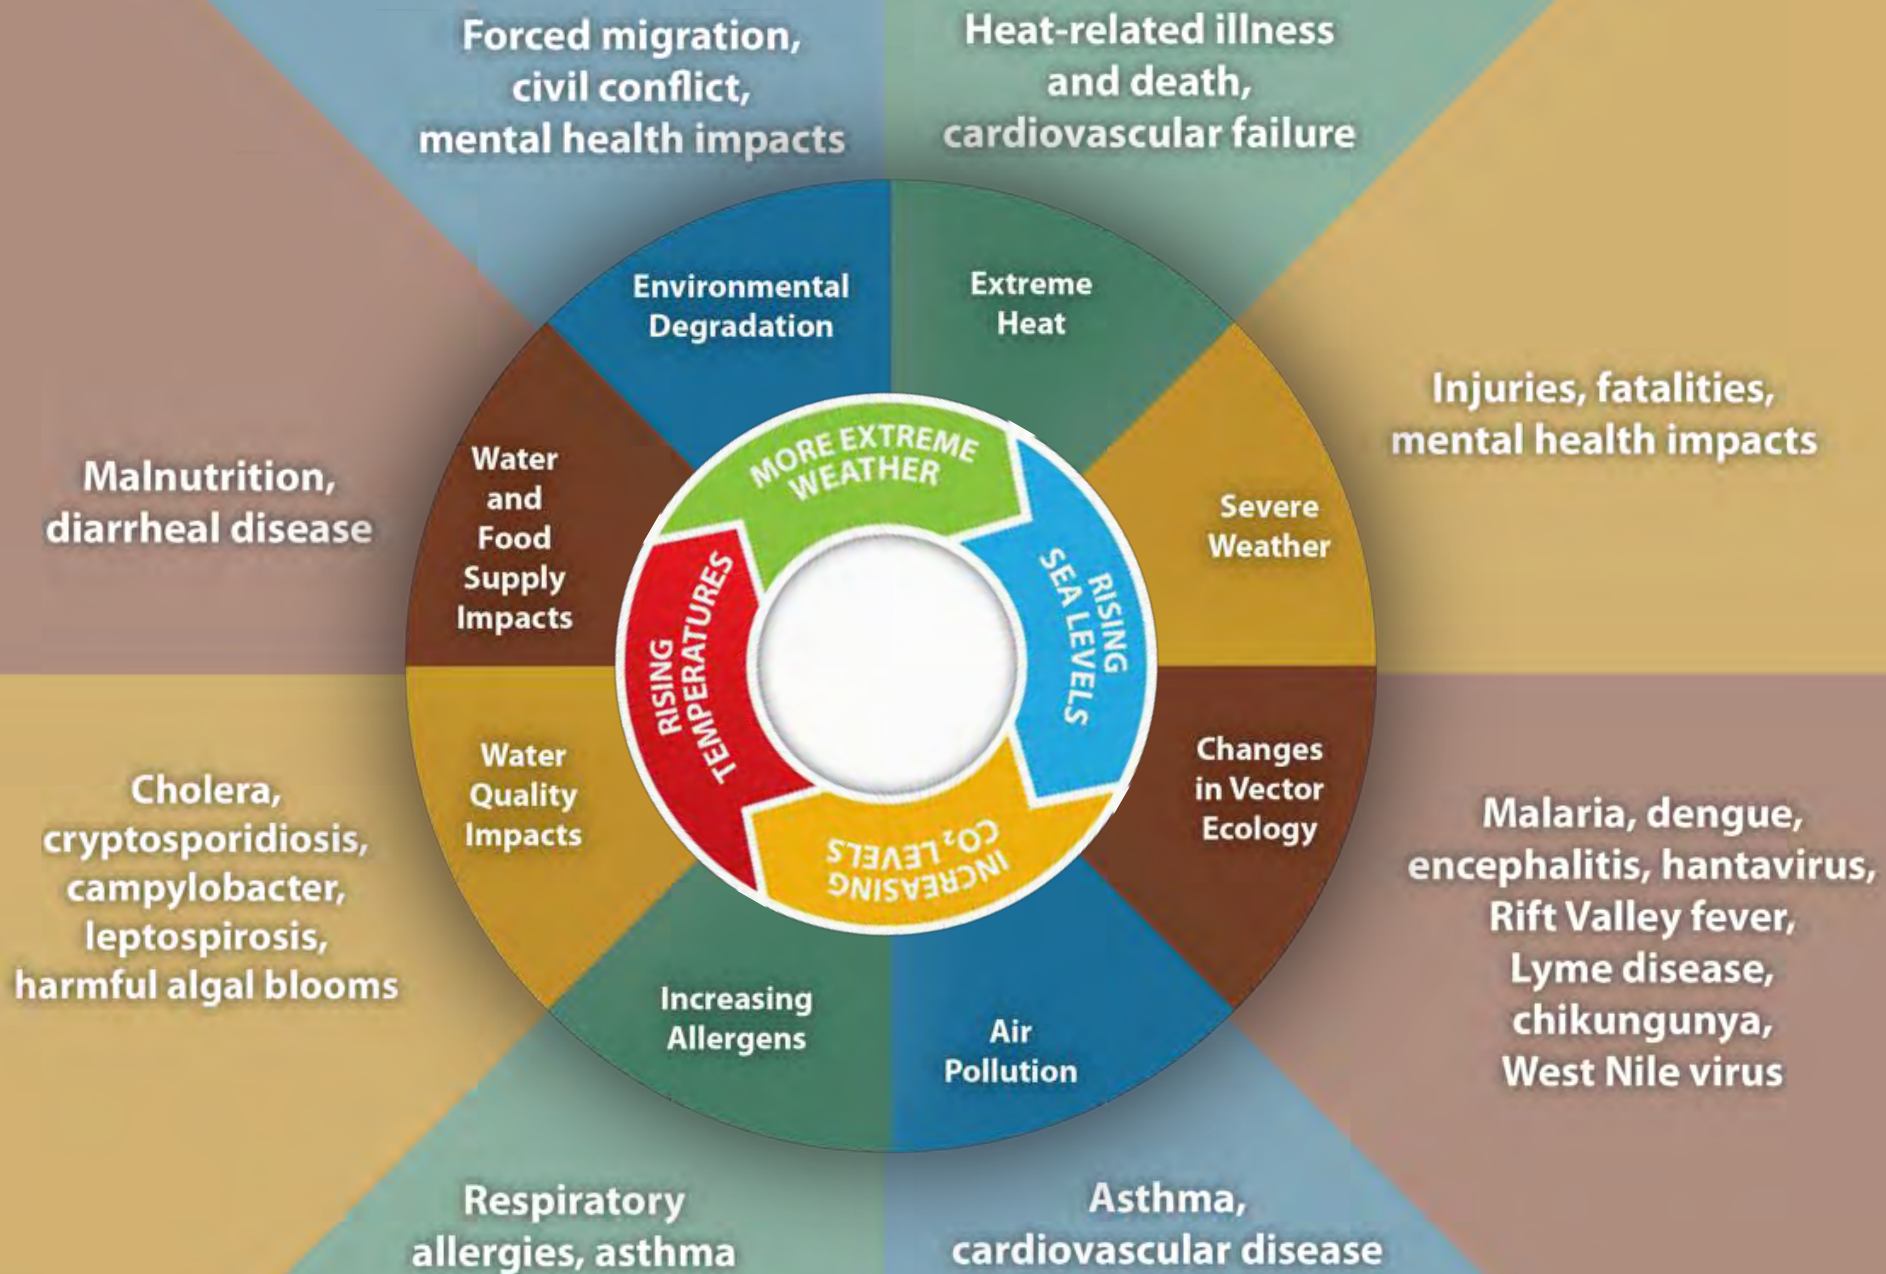 Forced migration,
civil conflict,
mental health impacts
Heat-related illness
and death,
cardiovascular failure
Environmental
Degradation
Extreme
Heat
Injuries, fatalities,
mental health impacts
Severe
Weather
Malnutrition,
diarrheal disease
Water
and
Food
Supply
Impacts
MORE EXTREME
WEATHER
RISING
SEA LEVELS
INCREASING
CO₂ LEVELS
RISING
TEMPERATURES
Water
Quality
Impacts
Changes
in Vector
Ecology
Cholera,
cryptosporidiosis,
campylobacter,
leptospirosis,
harmful algal blooms
Malaria, dengue,
encephalitis, hantavirus,
Rift Valley fever,
Lyme disease,
chikungunya,
West Nile virus
Increasing
Allergens
Air
Pollution
Respiratory
allergies, asthma
Asthma,
cardiovascular disease